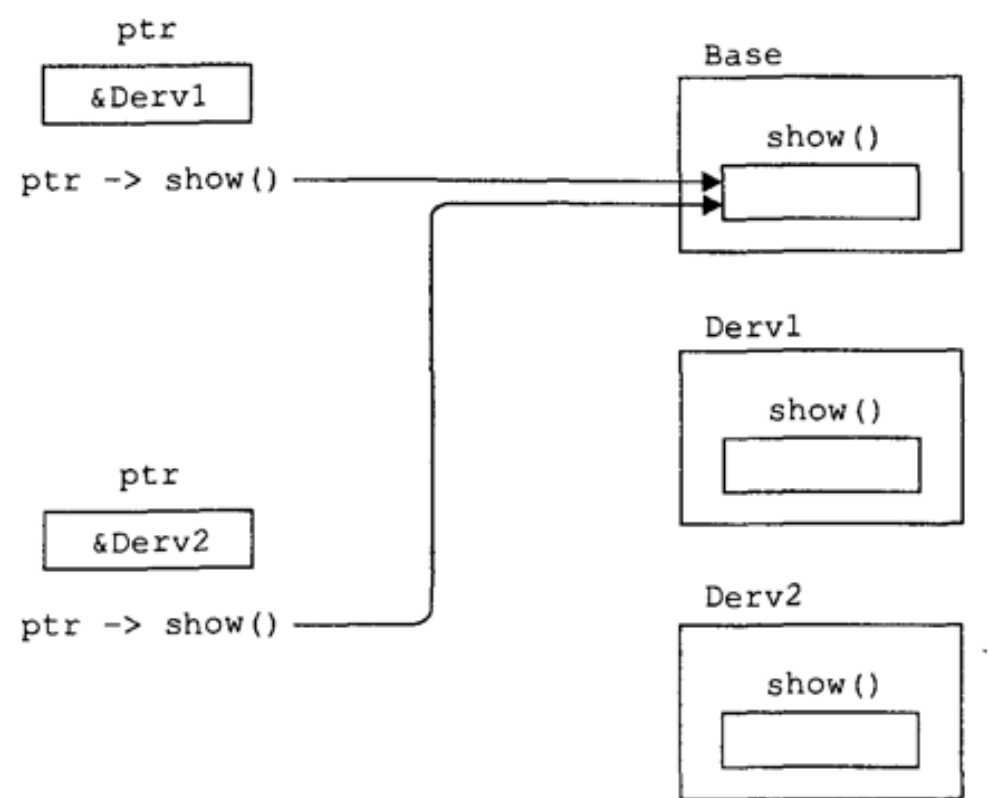 ptr
&Derv1
ptr -> show()
Base
show()
Derv1
show()
ptr
&Derv2
ptr -> show()
Derv2
show()